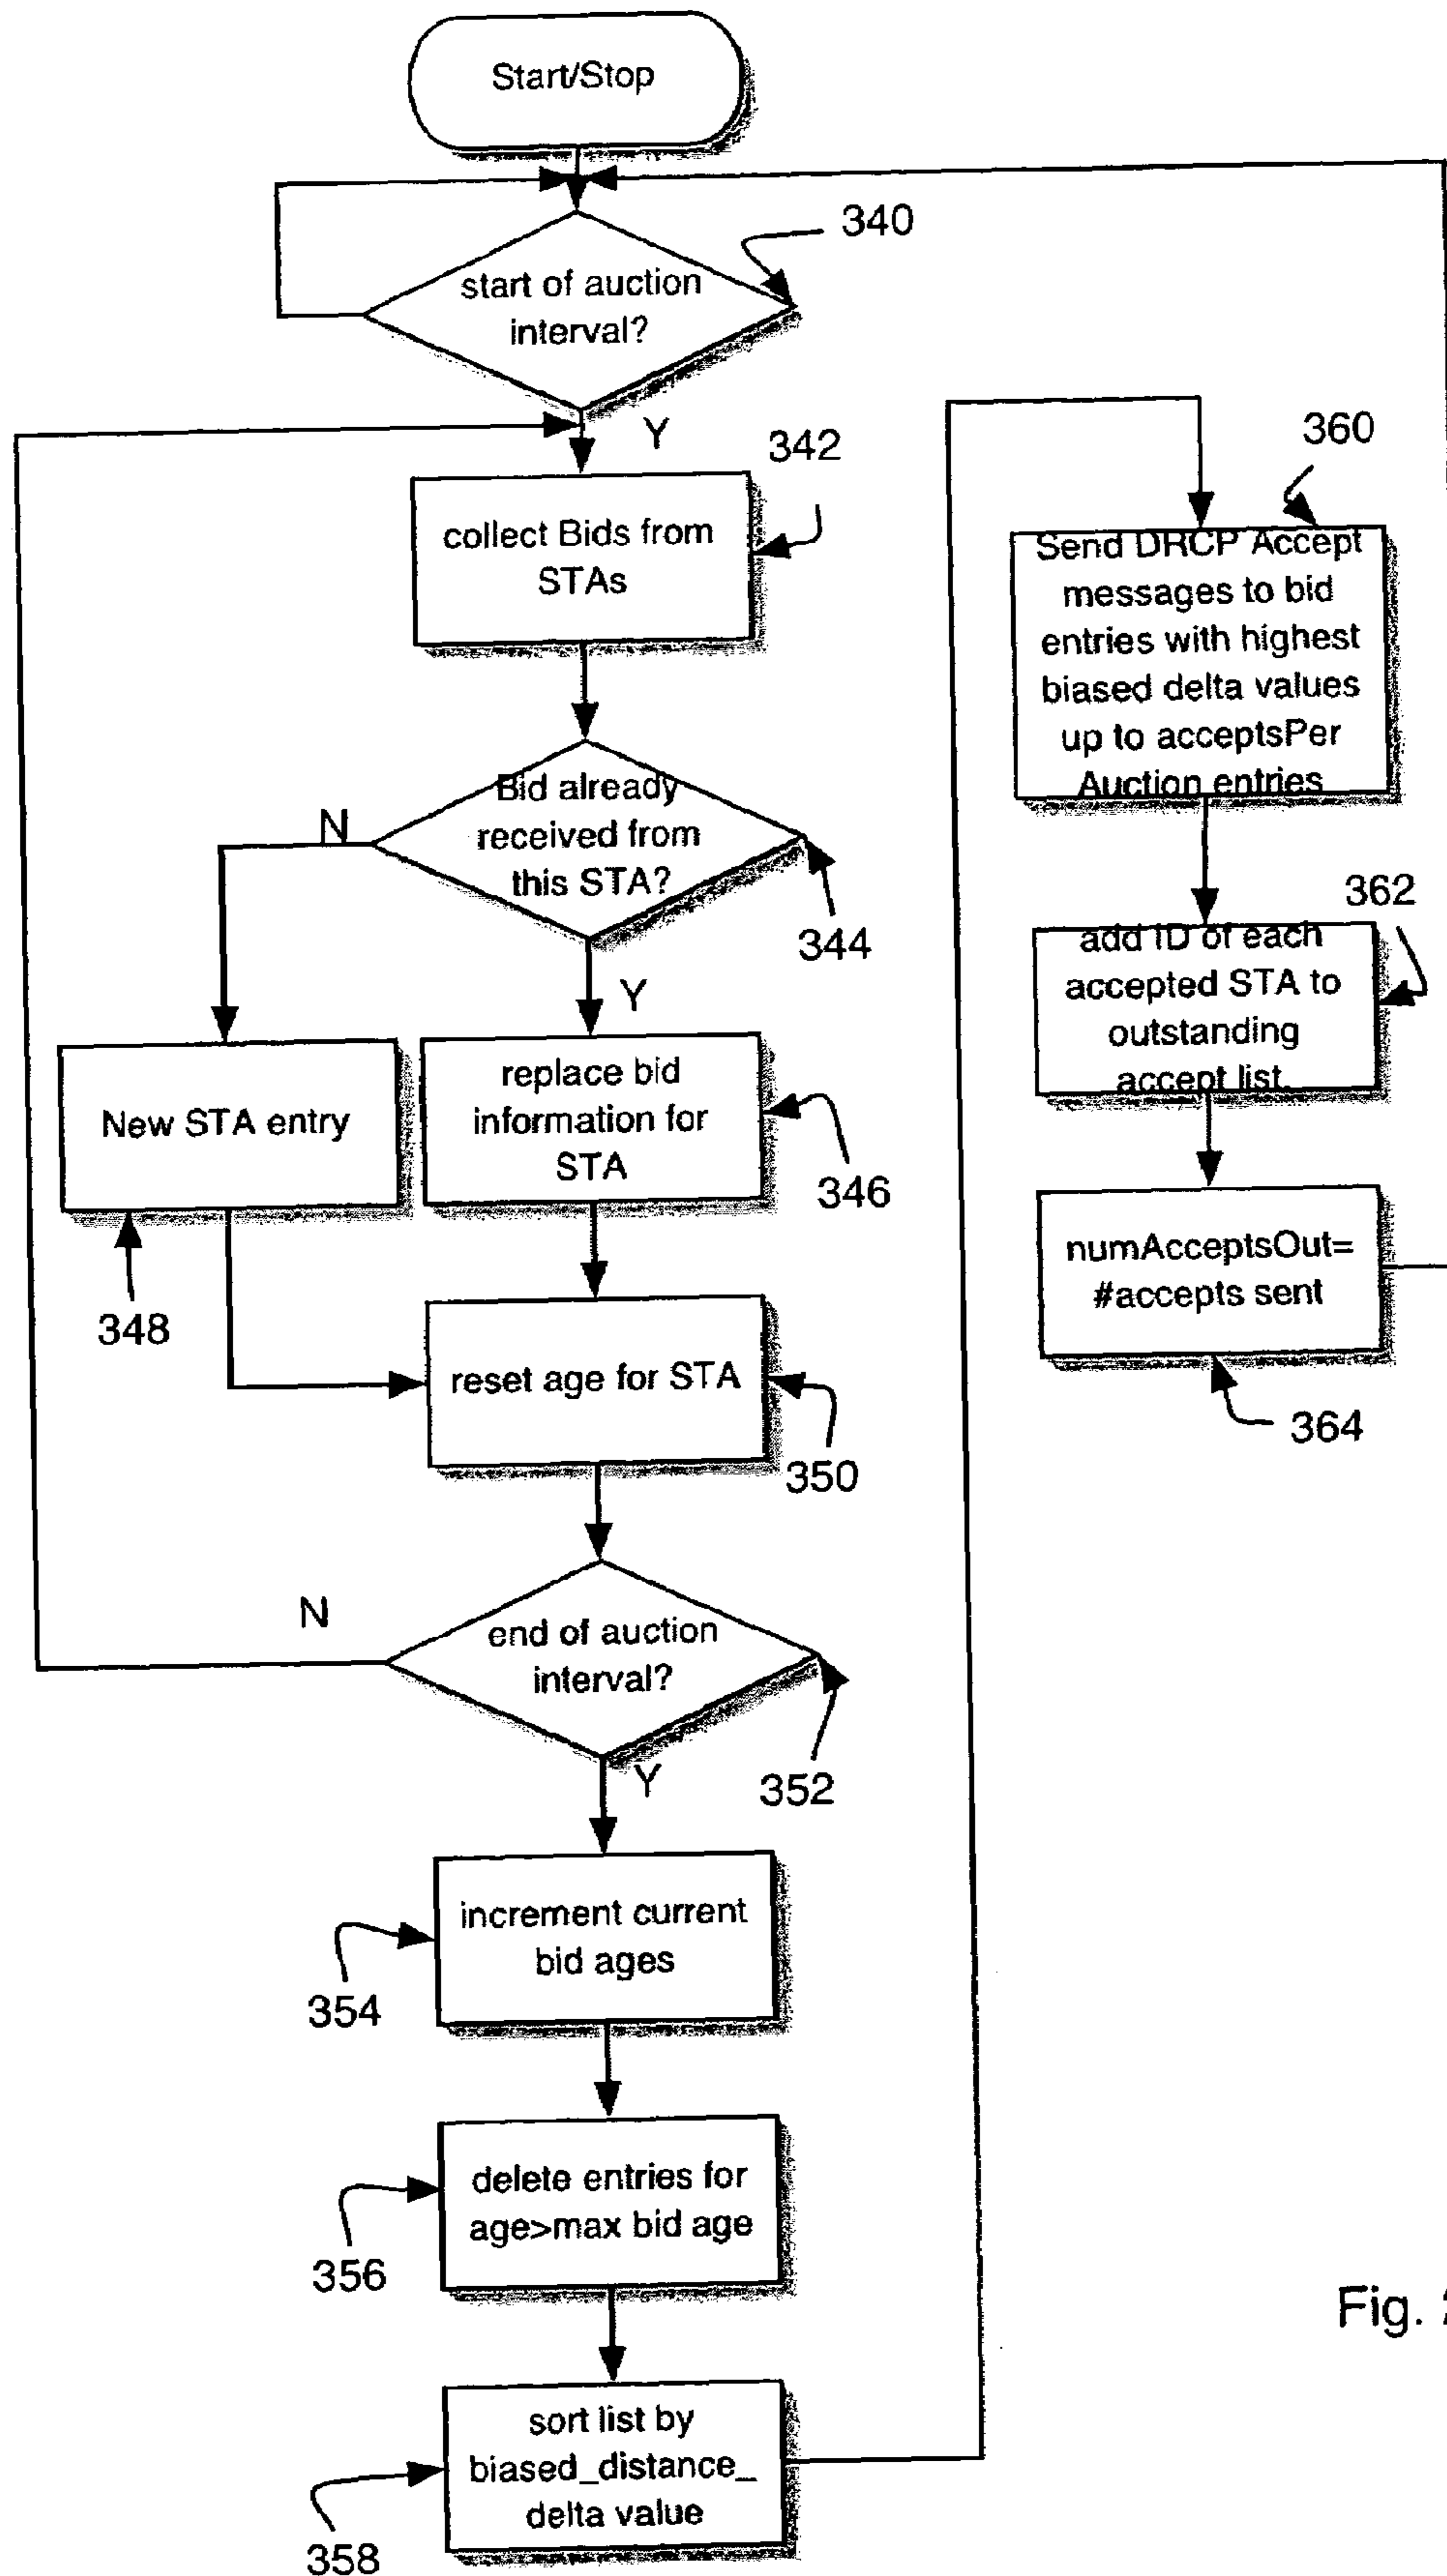 Start/Stop
340
start of auction
interval?
Y
342
collect Bids from
STAs
Bid already
received from
this STA?
N
344
Y
New STA entry
348
replace bid
information for
STA
346
reset age for STA
350
end of auction
interval?
N
352
Y
increment current
bid ages
354
delete entries for
age>max bid age
356
sort list by
biased_distance_
delta value
358
360
Send DRCP Accept
messages to bid
entries with highest
biased delta values
up to acceptsPer
Auction entries
362
add ID of each
accepted STA to
outstanding
accept list.
numAcceptsOut=
#accepts sent
364
Fig.